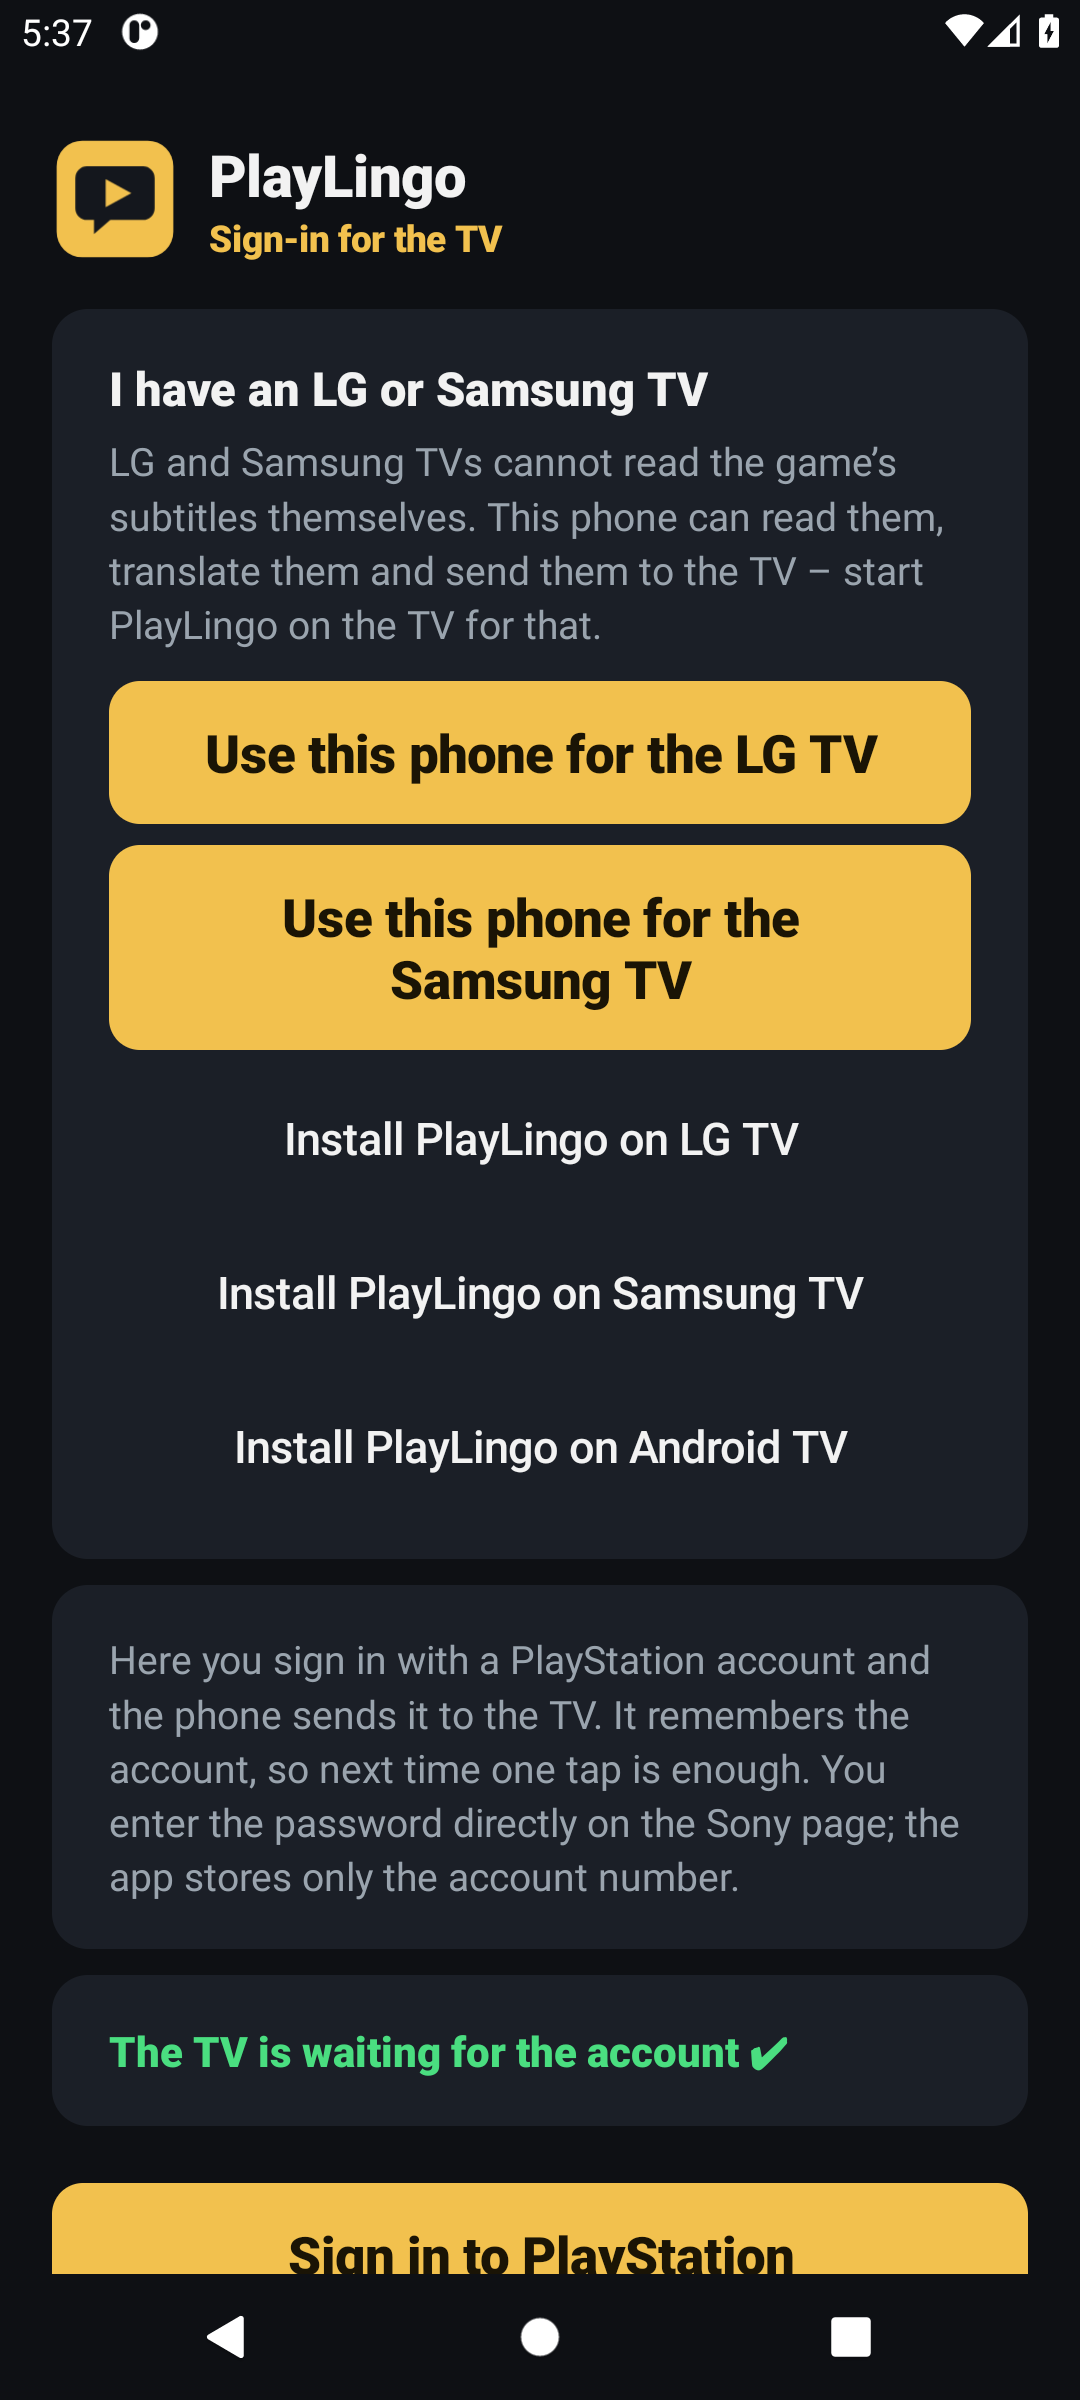 5:37
PlayLingo
Sign-in for the TV
I have an LG or Samsung TV
LG and Samsung TVs cannot read the game’s
subtitles themselves. This phone can read them,
translate them and send them to the TV – start
PlayLingo on the TV for that.
Use this phone for the LG TV
Use this phone for the
Samsung TV
Install PlayLingo on LG TV
Install PlayLingo on Samsung TV
Install PlayLingo on Android TV
Here you sign in with a PlayStation account and
the phone sends it to the TV. It remembers the
account, so next time one tap is enough. You
enter the password directly on the Sony page; the
app stores only the account number.
The TV is waiting for the account ✔
Sign in to PlayStation